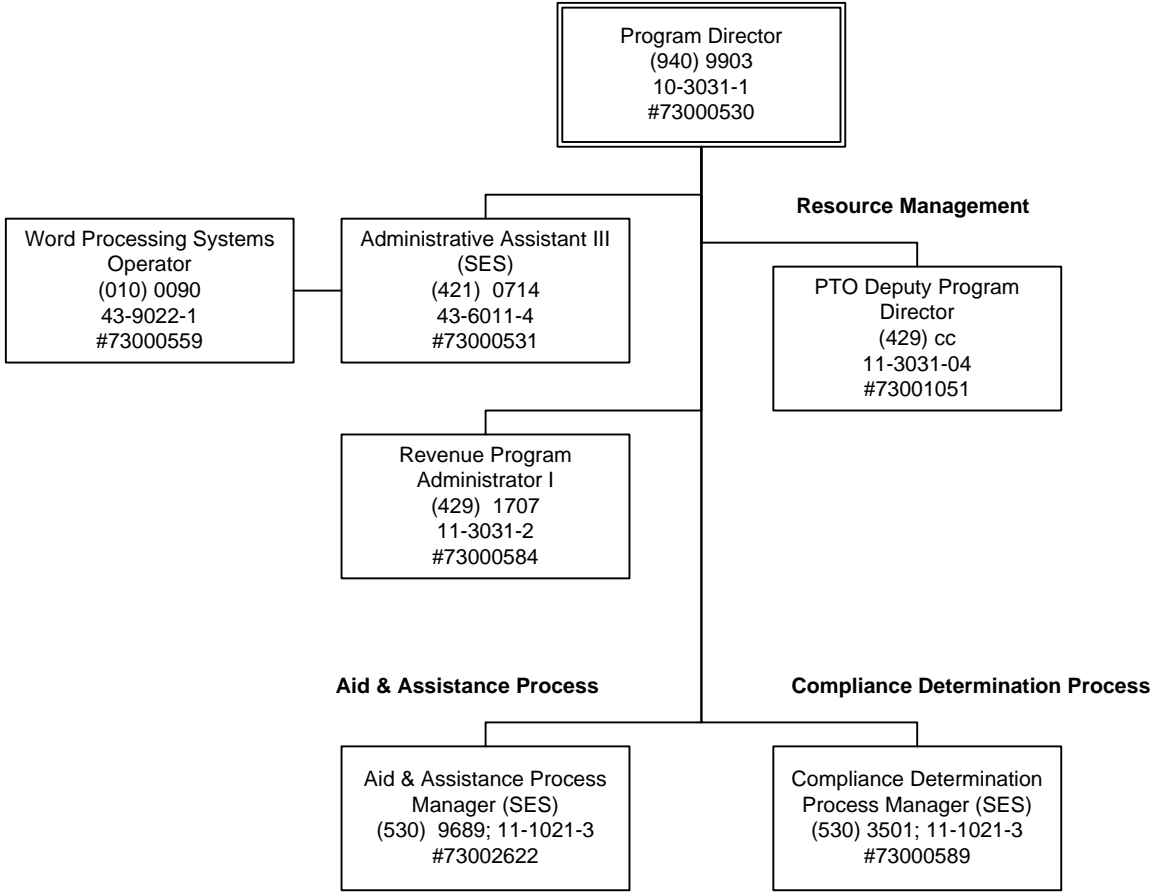 Program Director
(940) 9903
10-3031-1
#73000530
Resource Management
Word Processing Systems
Operator
(010) 0090
43-9022-1
#73000559
Administrative Assistant III
(SES)
(421)  0714
43-6011-4
#73000531
PTO Deputy Program
Director
(429) cc
11-3031-04
#73001051
Revenue Program
Administrator I
(429)  1707
11-3031-2
#73000584
Aid & Assistance Process
Compliance Determination Process
Aid & Assistance Process
Manager (SES)
(530)  9689; 11-1021-3
#73002622
Compliance Determination
Process Manager (SES)
(530) 3501; 11-1021-3
#73000589